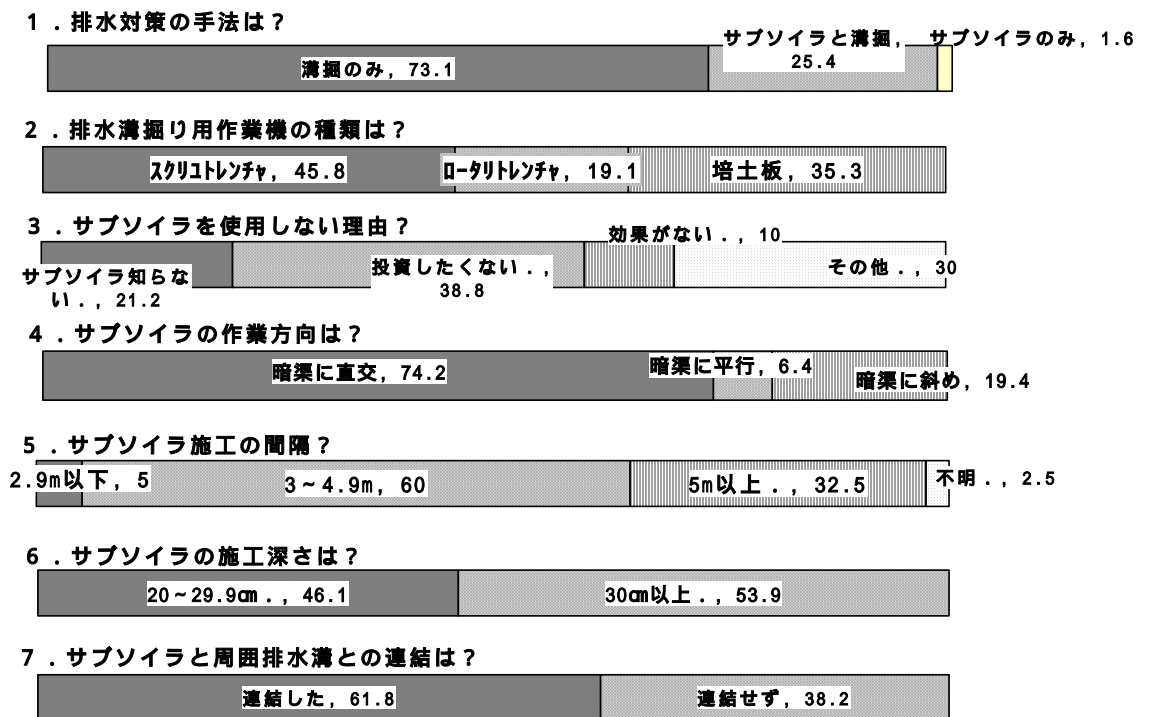 1．排水対策の手法は？
溝掘のみ, 73.1
サブソイラと溝掘,
25.4
サブソイラのみ, 1.6
2．排水溝掘り用作業機の種類は？
ｽｸﾘｭﾄﾚﾝﾁｬ, 45.8
ﾛｰﾀﾘﾄﾚﾝﾁｬ, 19.1
培土板, 35.3
3．サブソイラを使用しない理由？
サブソイラ知らな
い．, 21.2
投資したくない．,
38.8
効果がない．, 10
その他．, 30
4．サブソイラの作業方向は？
暗渠に直交, 74.2
暗渠に平行, 6.4
暗渠に斜め, 19.4
5．サブソイラ施工の間隔？
2.9m以下, 5
3～4.9m, 60
5m以上．, 32.5
不明．, 2.5
6．サブソイラの施工深さは？
20～29.9㎝．, 46.1
30㎝以上．, 53.9
7．サブソイラと周囲排水溝との連結は？
連結した, 61.8
連結せず, 38.2